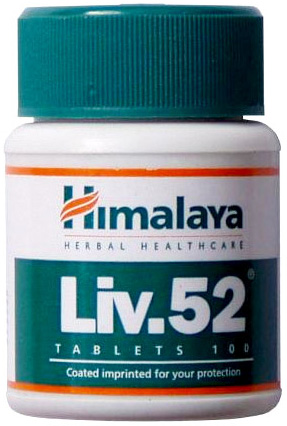 Himalaya
HERBAL HEALTHCARE
Liv.52®
TABLETS 100
Coated imprinted for your protection